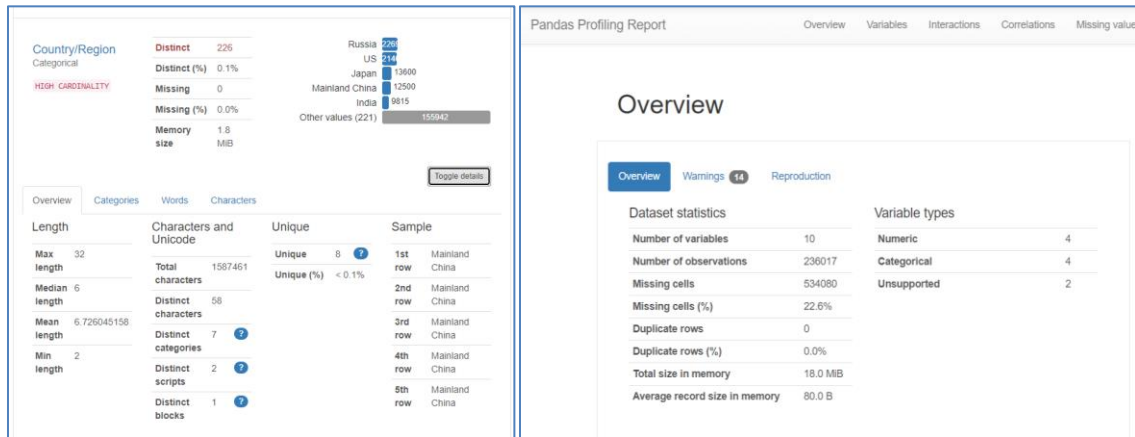 Country/Region
Categorical
HIGH CARDINALITY
Distinct 226
Distinct (%) 0.1%
Missing 0
Missing (%) 0.0%
Memory size 1.8 MiB
Russia
US
Japan 13600
Mainland China 12500
India 9815
Other values (221) 155942
Toggle details
Overview Categories Words Characters
Length
Max length 32
Median length 6
Mean length 6.726045158
Min length 2
Characters and Unicode
Total characters 1587461
Distinct characters 58
Distinct categories 7 ?
Distinct scripts 2 ?
Distinct blocks 1 ?
Unique
Unique 8 ?
Unique (%) < 0.1%
Sample
1st row Mainland China
2nd row Mainland China
3rd row Mainland China
4th row Mainland China
5th row Mainland China
Pandas Profiling Report Overview Variables Interactions Correlations Missing value
Overview
Overview Warnings 14 Reproduction
Dataset statistics
Number of variables 10
Number of observations 236017
Missing cells 534080
Missing cells (%) 22.6%
Duplicate rows 0
Duplicate rows (%) 0.0%
Total size in memory 18.0 MiB
Average record size in memory 80.0 B
Variable types
Numeric 4
Categorical 4
Unsupported 2